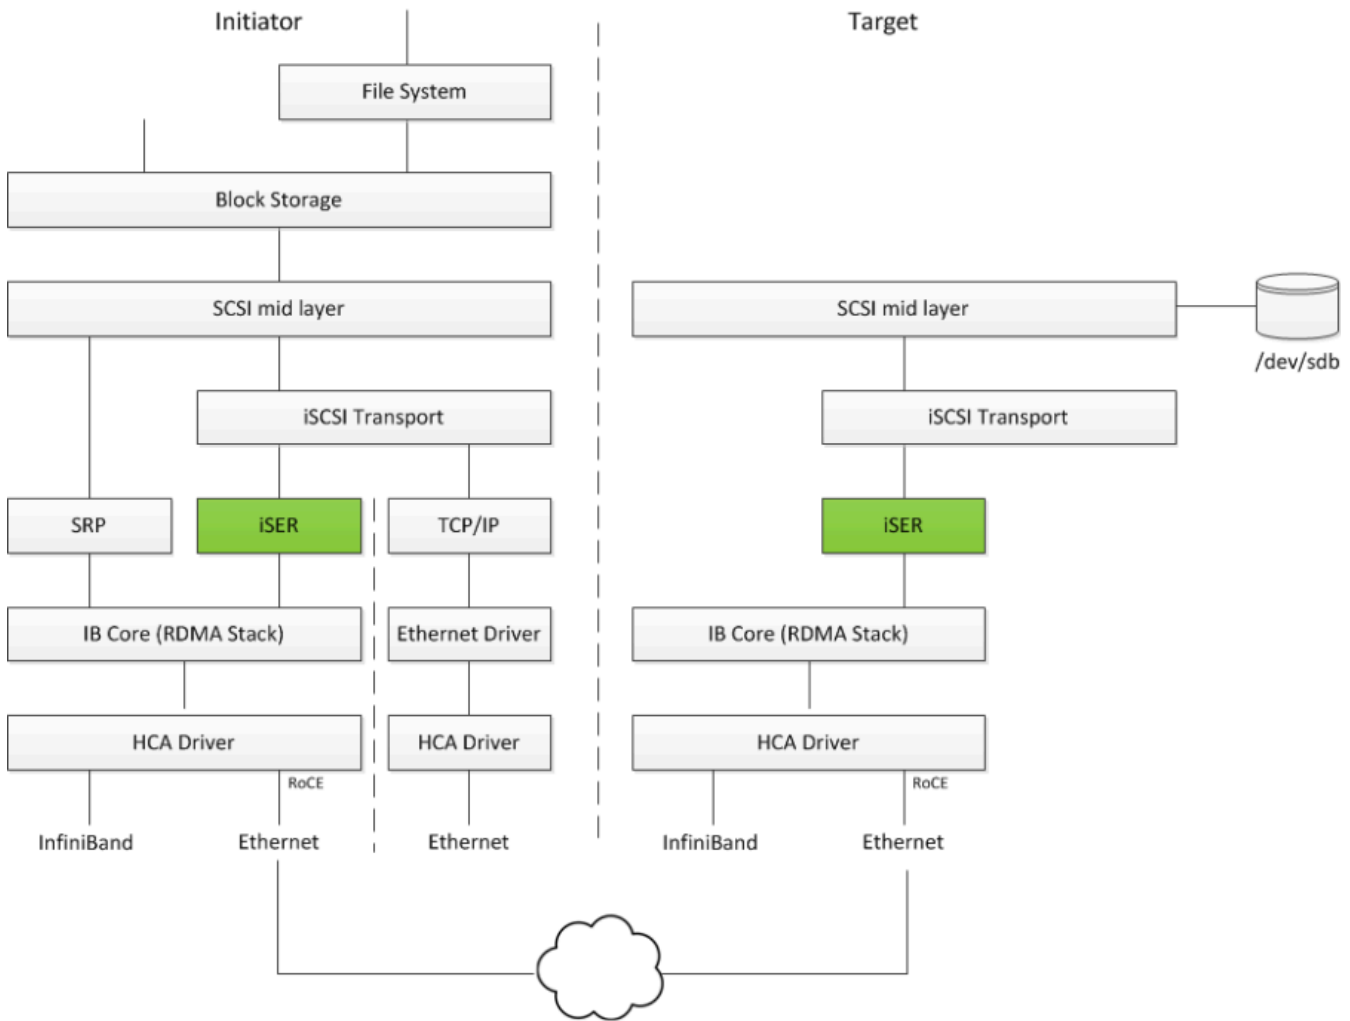 Initiator
Target
File System
Block Storage
SCSI mid layer
SCSI mid layer
/dev/sdb
iSCSI Transport
iSCSI Transport
SRP
iSER
TCP/IP
iSER
IB Core (RDMA Stack)
Ethernet Driver
IB Core (RDMA Stack)
HCA Driver
HCA Driver
HCA Driver
RoCE
RoCE
InfiniBand
Ethernet
Ethernet
InfiniBand
Ethernet